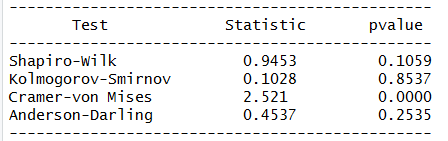 -----------------------------------------------
Test Statistic pvalue
-----------------------------------------------
Shapiro-Wilk 0.9453 0.1059
Kolmogorov-Smirnov 0.1028 0.8537
Cramer-von Mises 2.521 0.0000
Anderson-Darling 0.4537 0.2535
-----------------------------------------------